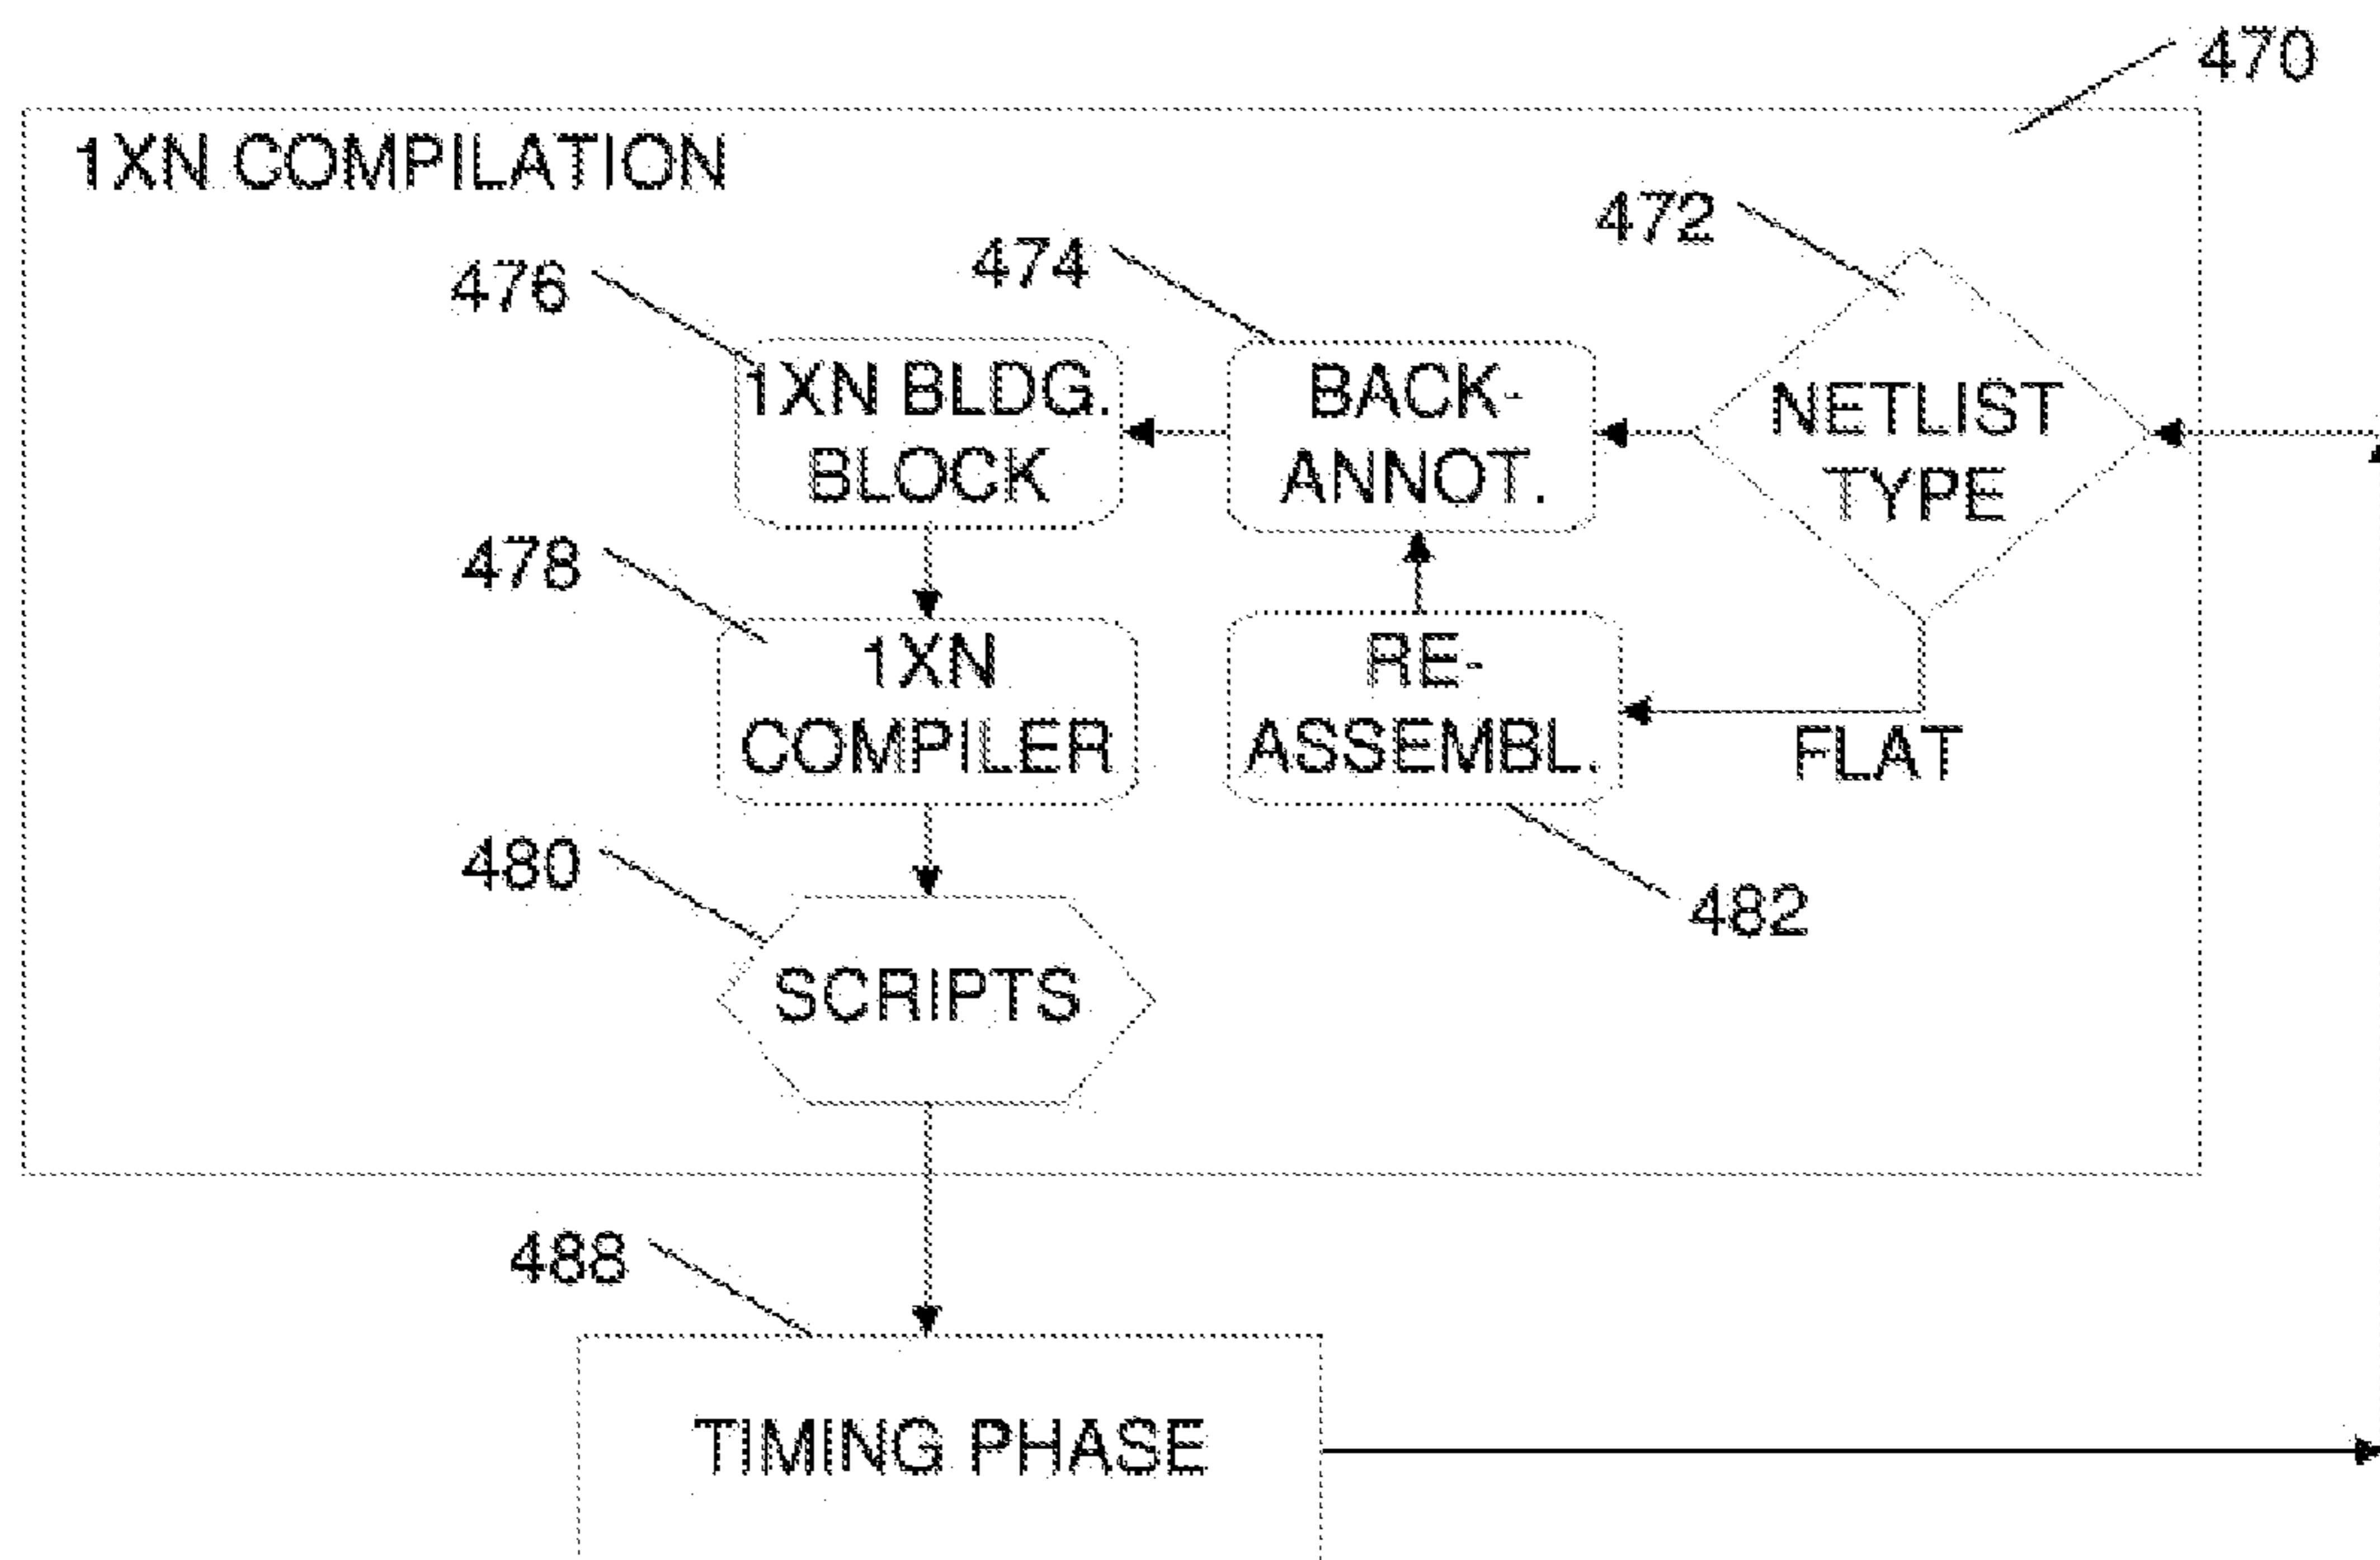 470
1XN COMPILATION
472
474
476
1XN BLDG.
BLOCK
BACK-
ANNOT.
NETLIST
TYPE
478
1XN
COMPILER
RE-
ASSEMBL.
FLAT
480
482
SCRIPTS
488
TIMING PHASE